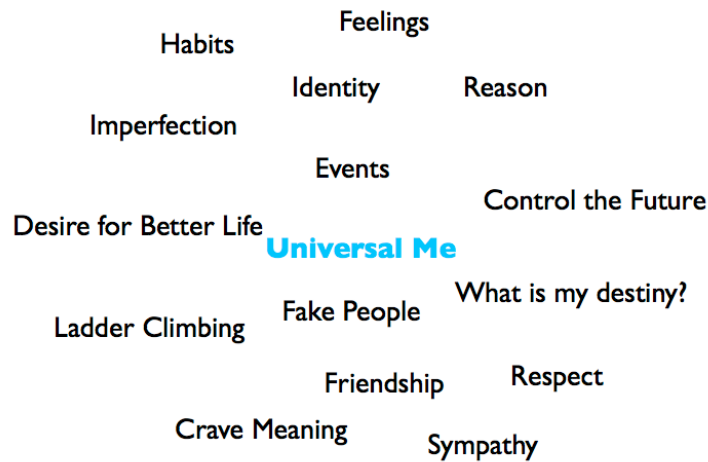 Feelings
Habits
Identity
Reason
Imperfection
Events
Control the Future
Desire for Better Life
Universal Me
What is my destiny?
Fake People
Ladder Climbing
Respect
Friendship
Crave Meaning
Sympathy